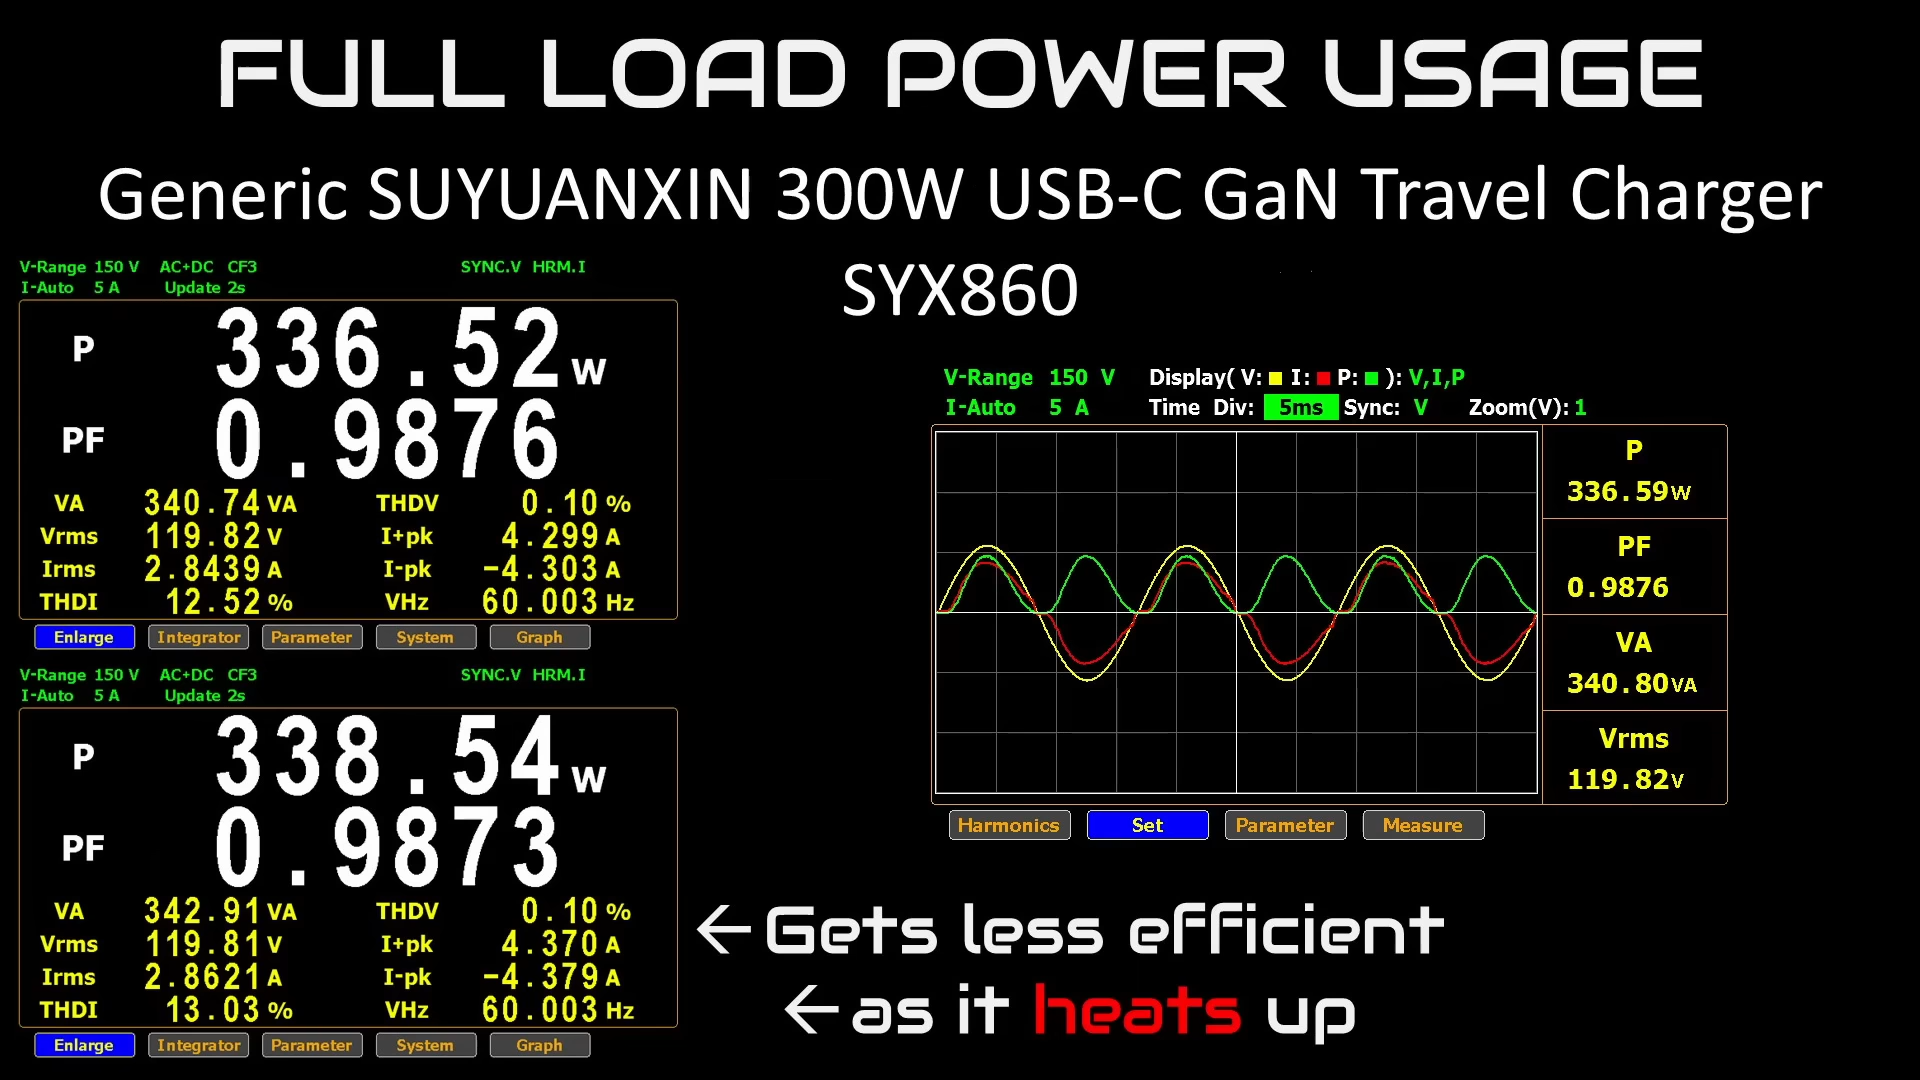 FULL LOAD POWER USAGE
Generic SUYUANXIN 300W USB-C GaN Travel Charger
SYX860
V-Range 150 V AC+DC CF3 SYNC.V HRM.I
I-Auto 5 A Update 2s
P 336.52 W
PF 0.9876
VA 340.74 VA THDV 0.10 %
Vrms 119.82 V I+pk 4.299 A
Irms 2.8439 A I-pk -4.303 A
THDI 12.52 % VHz 60.003 Hz
Enlarge Integrator Parameter System Graph
V-Range 150 V AC+DC CF3 SYNC.V HRM.I
I-Auto 5 A Update 2s
P 338.54 W
PF 0.9873
VA 342.91 VA THDV 0.10 %
Vrms 119.81 V I+pk 4.370 A
Irms 2.8621 A I-pk -4.379 A
THDI 13.03 % VHz 60.003 Hz
Enlarge Integrator Parameter System Graph
V-Range 150 V Display( V: I: P: ): V,I,P
I-Auto 5 A Time Div: 5ms Sync: V Zoom(V): 1
P
336.59W
PF
0.9876
VA
340.80VA
Vrms
119.82V
Harmonics Set Parameter Measure
←Gets less efficient
←as it heats up